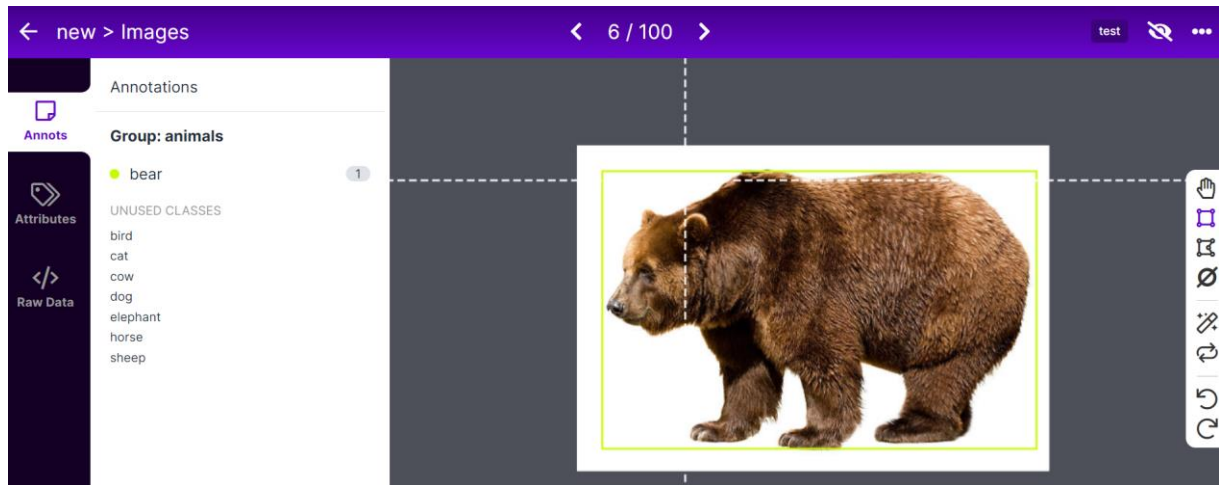 new > Images
6 / 100
test
Annots
Attributes
</>
Raw Data
Annotations
Group: animals
bear 1
UNUSED CLASSES
bird
cat
cow
dog
elephant
horse
sheep